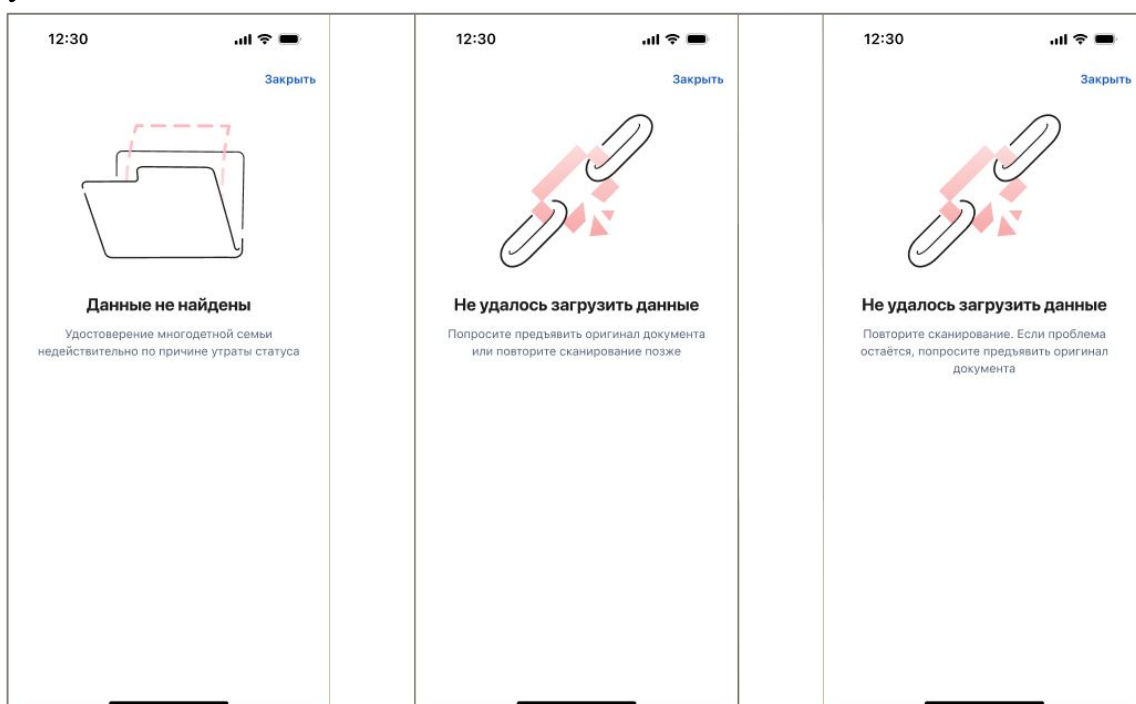 12:30
Закрыть
Данные не найдены
Удостоверение многодетной семьи
недействительно по причине утраты статуса
12:30
Закрыть
Не удалось загрузить данные
Попросите предъявить оригинал документа
или повторите сканирование позже
12:30
Закрыть
Не удалось загрузить данные
Повторите сканирование. Если проблема
остаётся, попросите предъявить оригинал
документа